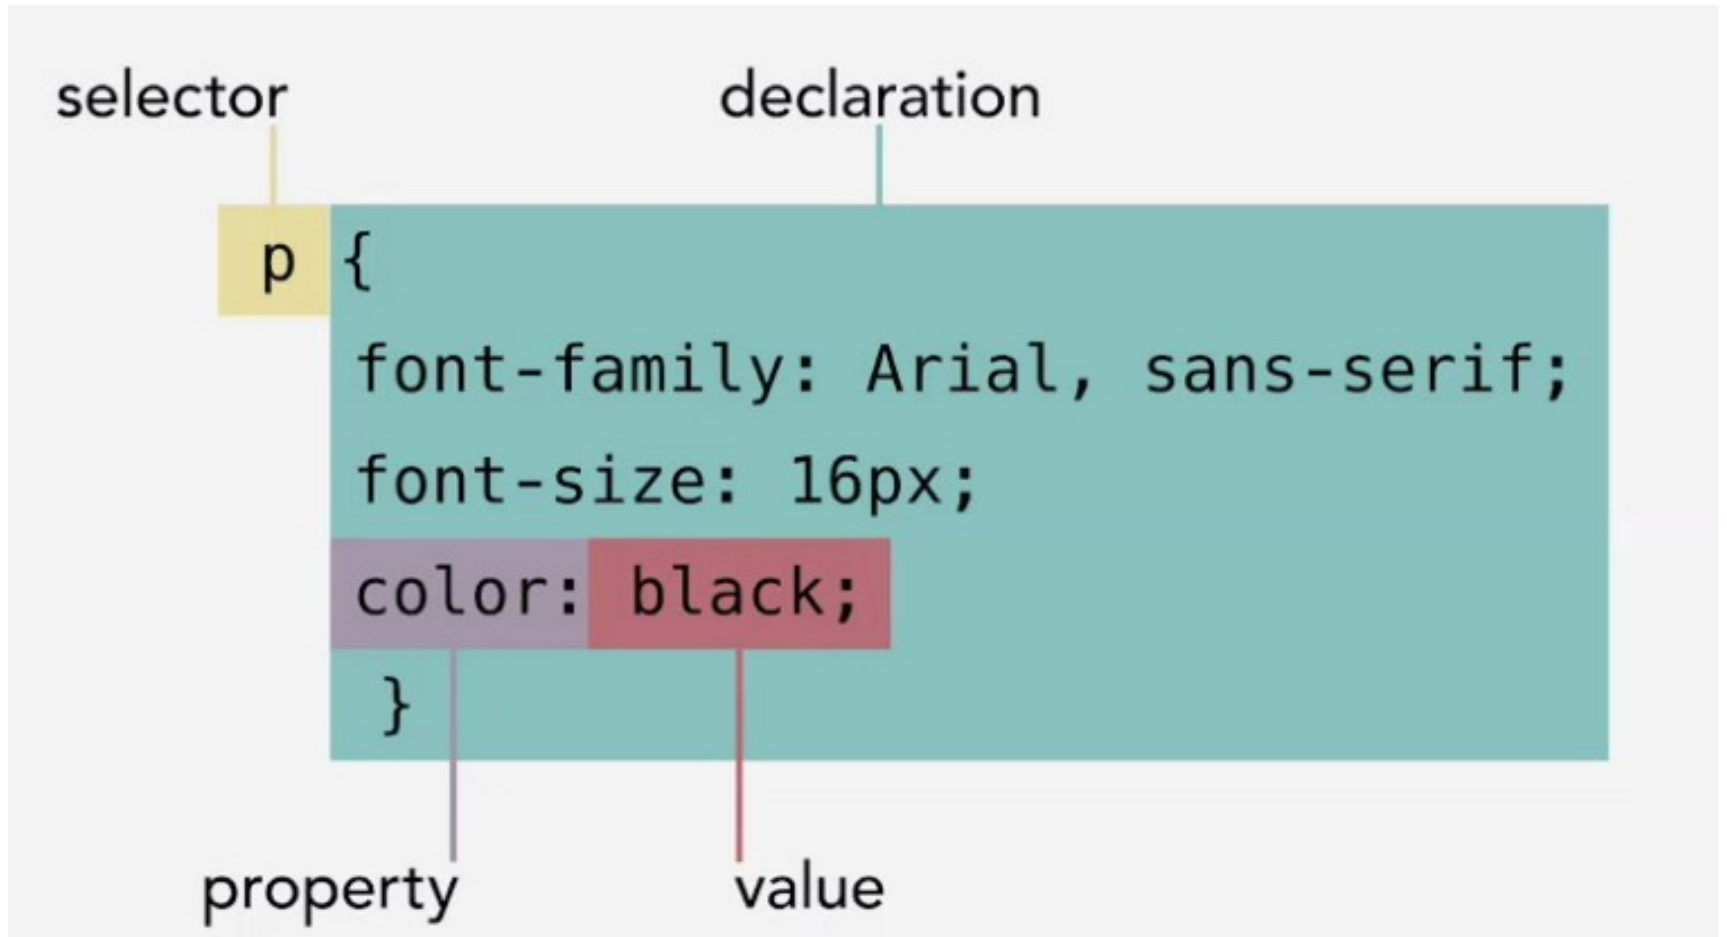 selector declaration
p {
font-family: Arial, sans-serif;
font-size: 16px;
color: black;
}
property value